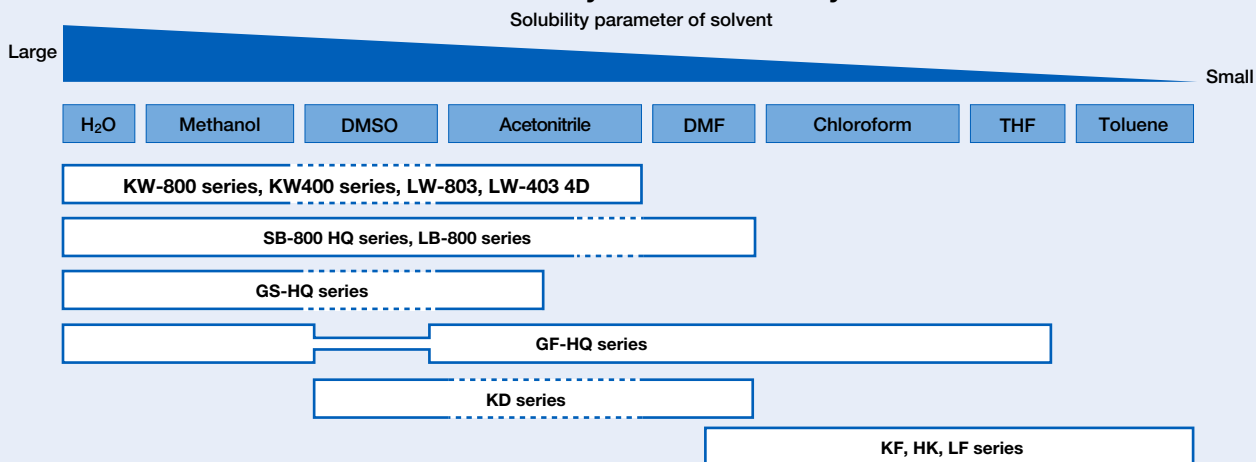 Solubility parameter of solvent
Large
Small
H₂O Methanol DMSO Acetonitrile DMF Chloroform THF Toluene
KW-800 series, KW400 series, LW-803, LW-403 4D
SB-800 HQ series, LB-800 series
GS-HQ series
GF-HQ series
KD series
KF, HK, LF series